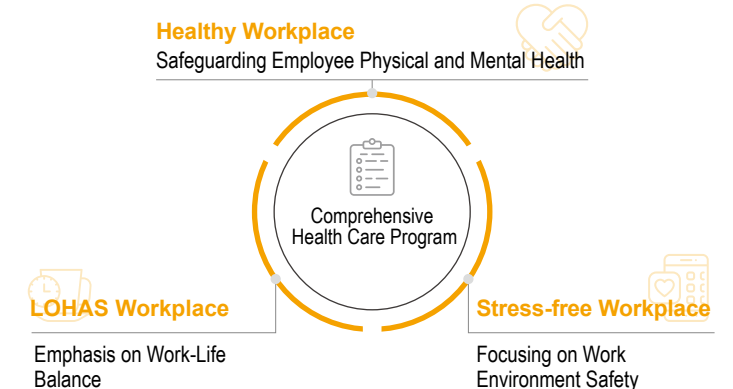 Healthy Workplace
Safeguarding Employee Physical and Mental Health
Comprehensive
Health Care Program
LOHAS Workplace
Emphasis on Work-Life
Balance
Stress-free Workplace
Focusing on Work
Environment Safety